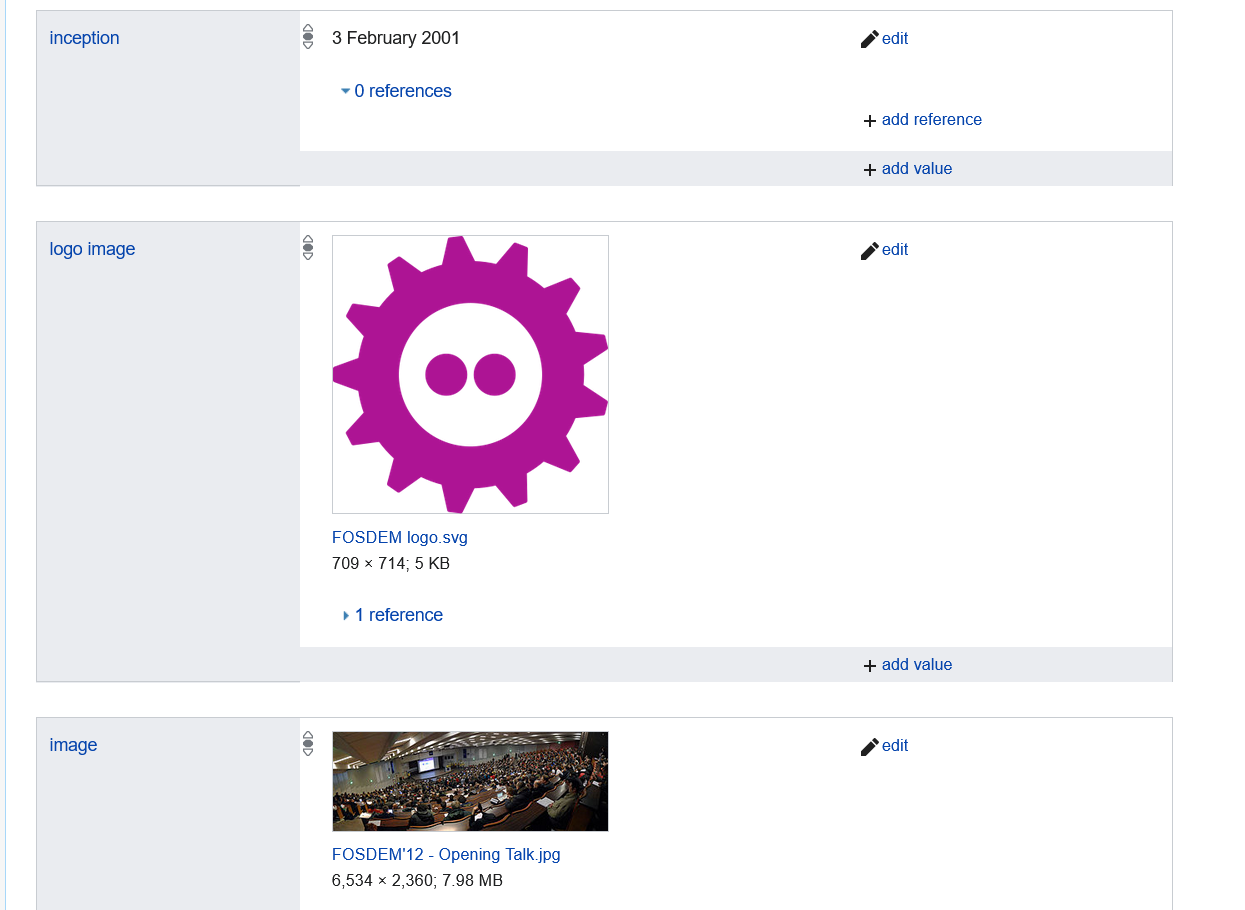 inception
3 February 2001
edit
0 references
add reference
add value
logo image
edit
FOSDEM logo.svg
709 × 714; 5 KB
1 reference
add value
image
edit
FOSDEM'12 - Opening Talk.jpg
6,534 × 2,360; 7.98 MB